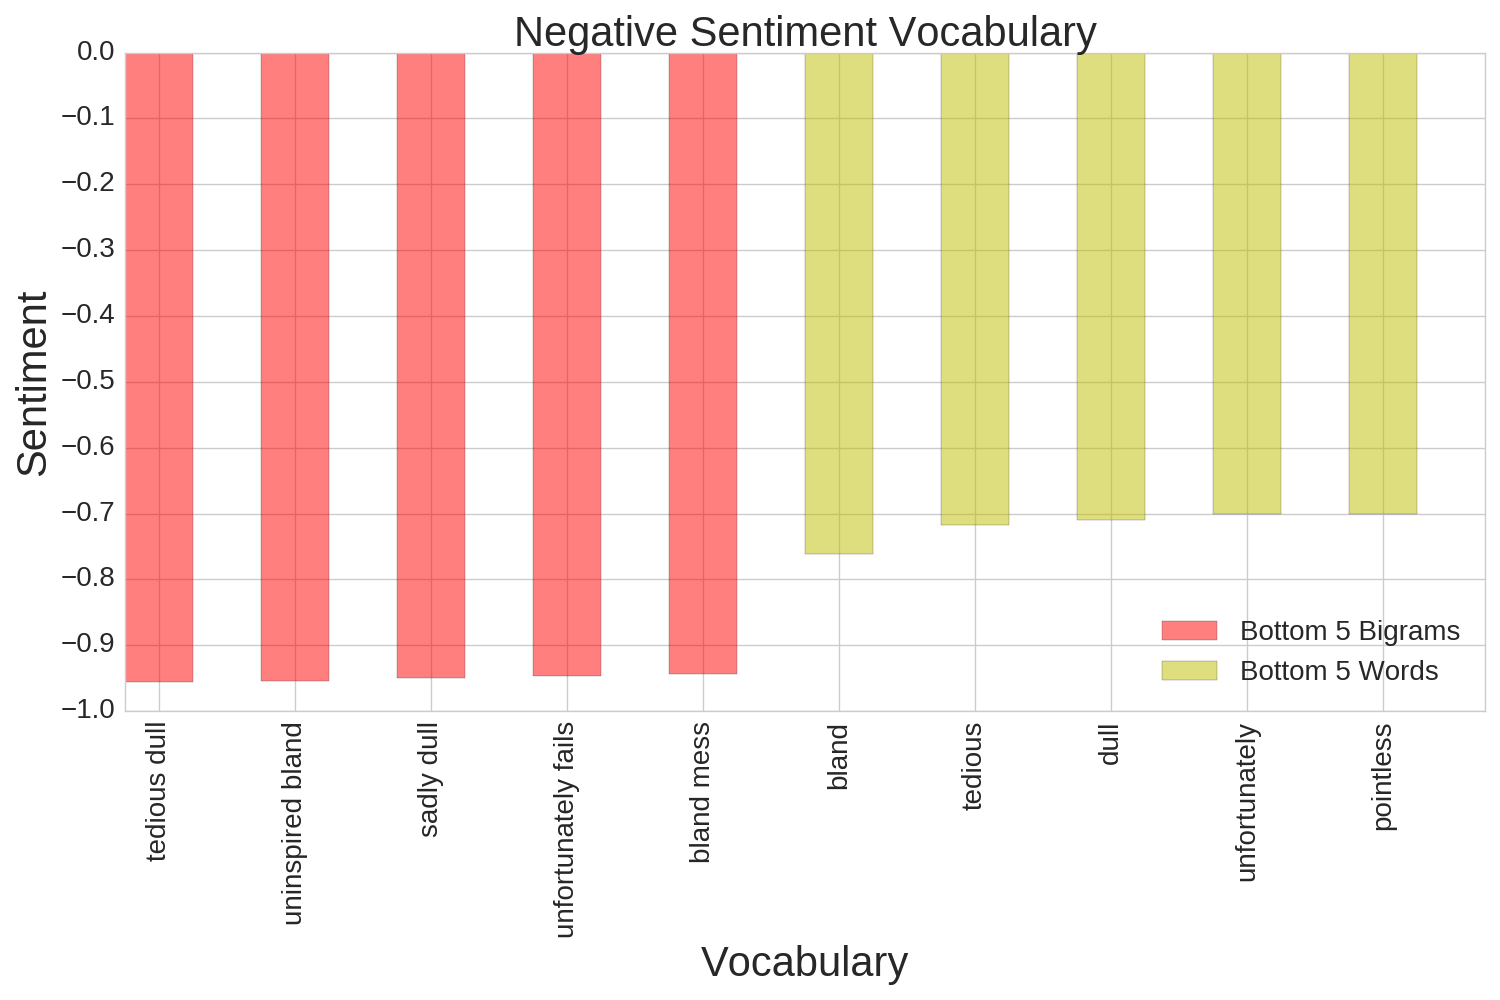 Negative Sentiment Vocabulary
0.0
−0.1
−0.2
−0.3
−0.4
−0.5
−0.6
−0.7
−0.8
−0.9
−1.0
Sentiment
Bottom 5 Bigrams
Bottom 5 Words
tedious dull
uninspired bland
sadly dull
unfortunately fails
bland mess
bland
tedious
dull
unfortunately
pointless
Vocabulary